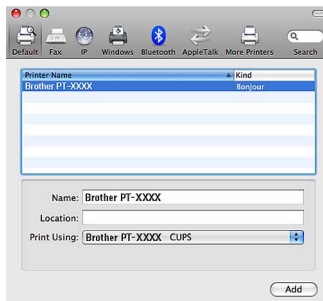 Default Fax IP Windows Bluetooth AppleTalk More Printers Search
Printer Name Kind
Brother PT-XXXX Bonjour
Name: Brother PT-XXXX
Location:
Print Using: Brother PT-XXXX CUPS
Add